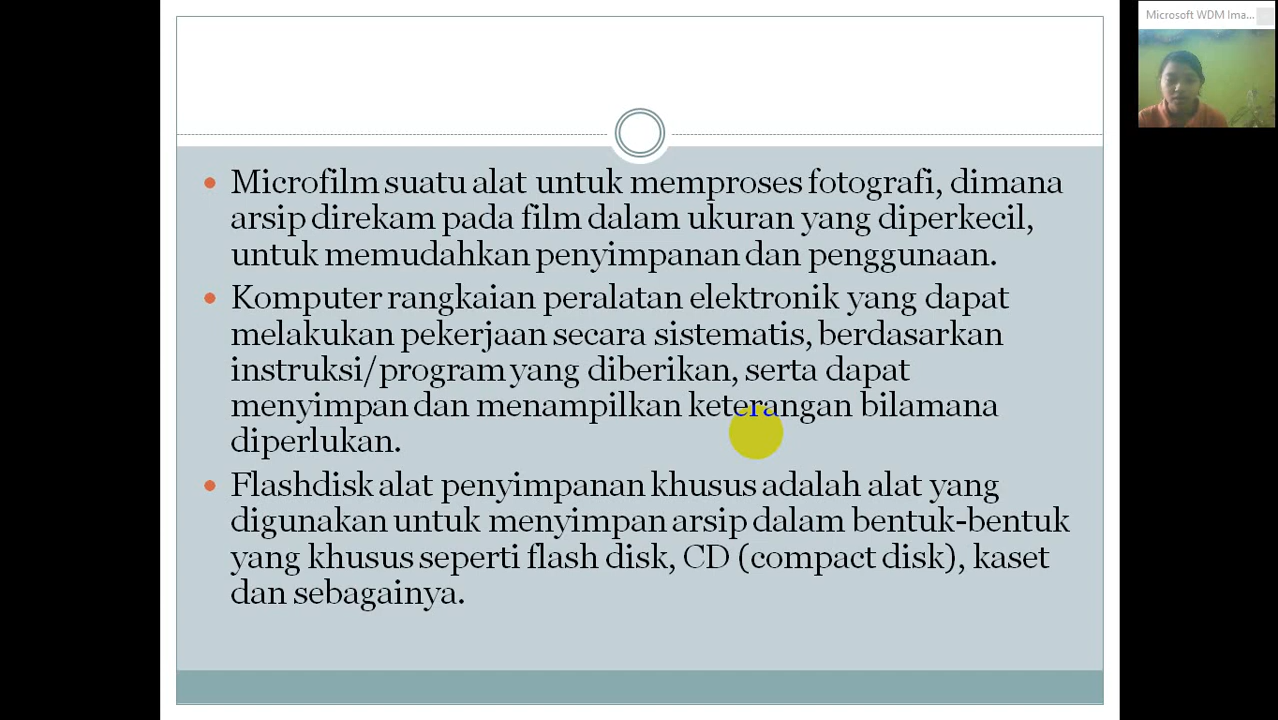 Microsoft WDM Ima...
Microfilm suatu alat untuk memproses fotografi, dimana
arsip direkam pada film dalam ukuran yang diperkecil,
untuk memudahkan penyimpanan dan penggunaan.
Komputer rangkaian peralatan elektronik yang dapat
melakukan pekerjaan secara sistematis, berdasarkan
instruksi/program yang diberikan, serta dapat
menyimpan dan menampilkan keterangan bilamana
diperlukan.
Flashdisk alat penyimpanan khusus adalah alat yang
digunakan untuk menyimpan arsip dalam bentuk-bentuk
yang khusus seperti flash disk, CD (compact disk), kaset
dan sebagainya.